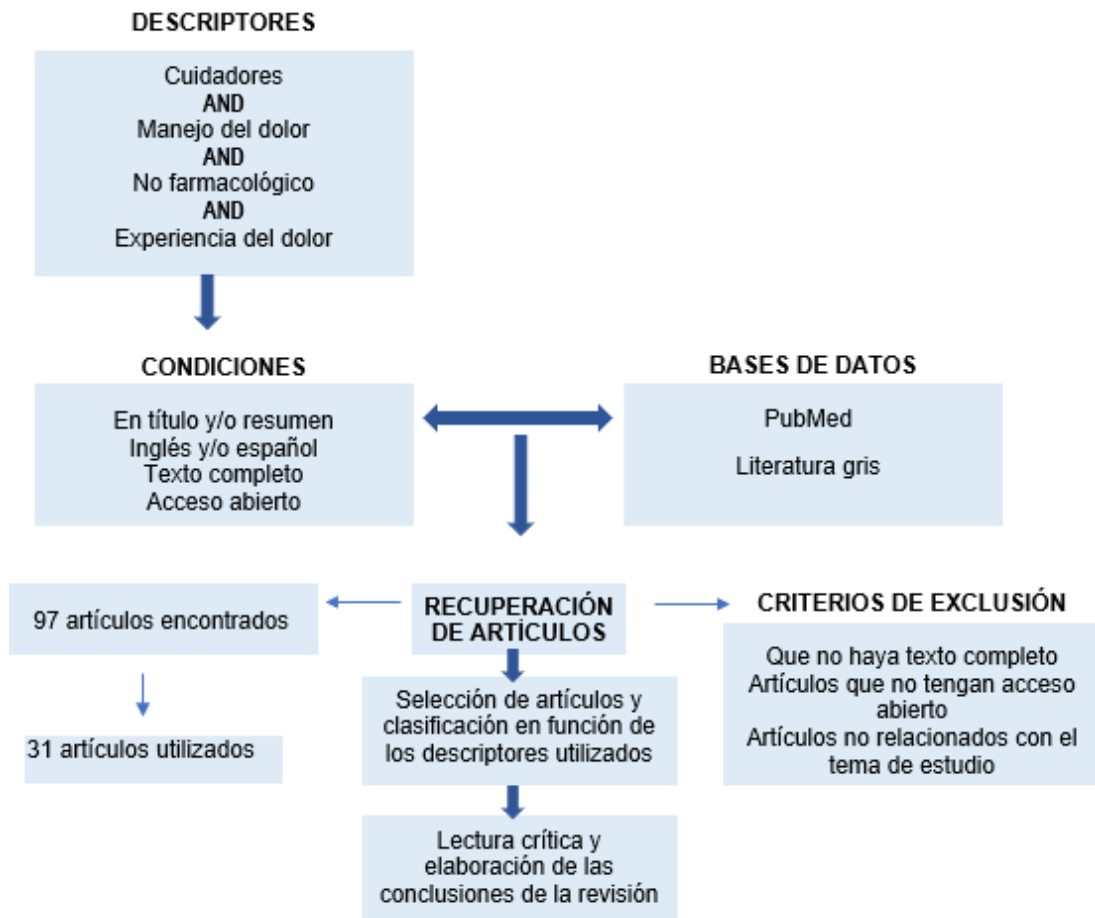 DESCRIPTORES
Cuidadores
AND
Manejo del dolor
AND
No farmacológico
AND
Experiencia del dolor
CONDICIONES
En título y/o resumen
Inglés y/o español
Texto completo
Acceso abierto
BASES DE DATOS
PubMed
Literatura gris
97 artículos encontrados
31 artículos utilizados
RECUPERACIÓN
DE ARTÍCULOS
Selección de artículos y
clasificación en función de
los descriptores utilizados
Lectura crítica y
elaboración de las
conclusiones de la revisión
CRITERIOS DE EXCLUSIÓN
Que no haya texto completo
Artículos que no tengan acceso
abierto
Artículos no relacionados con el
tema de estudio